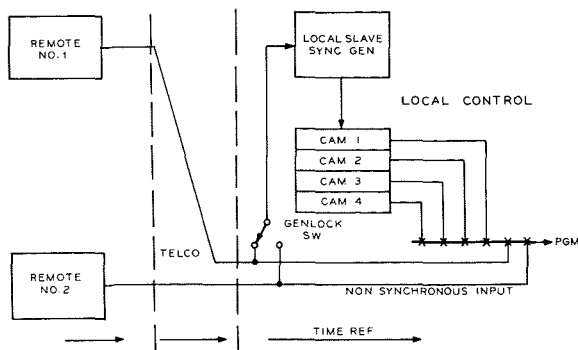 REMOTE
NO.1
LOCAL SLAVE
SYNC GEN
LOCAL CONTROL
CAM 1
CAM 2
CAM 3
CAM 4
GENLOCK
SW
TELCO
PGM
REMOTE
NO.2
NON SYNCHRONOUS INPUT
TIME REF